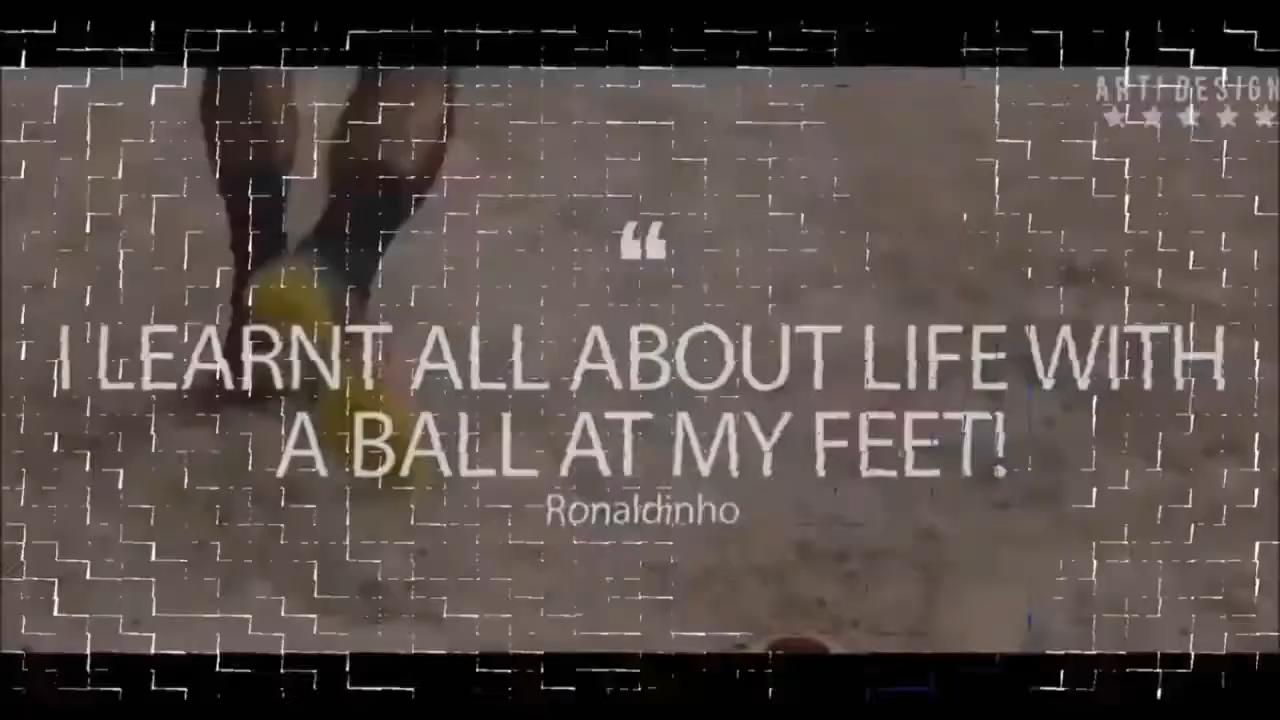 ARTI DESIGN
“
I LEARNT ALL ABOUT LIFE WITH
A BALL AT MY FEET!
Ronaldinho